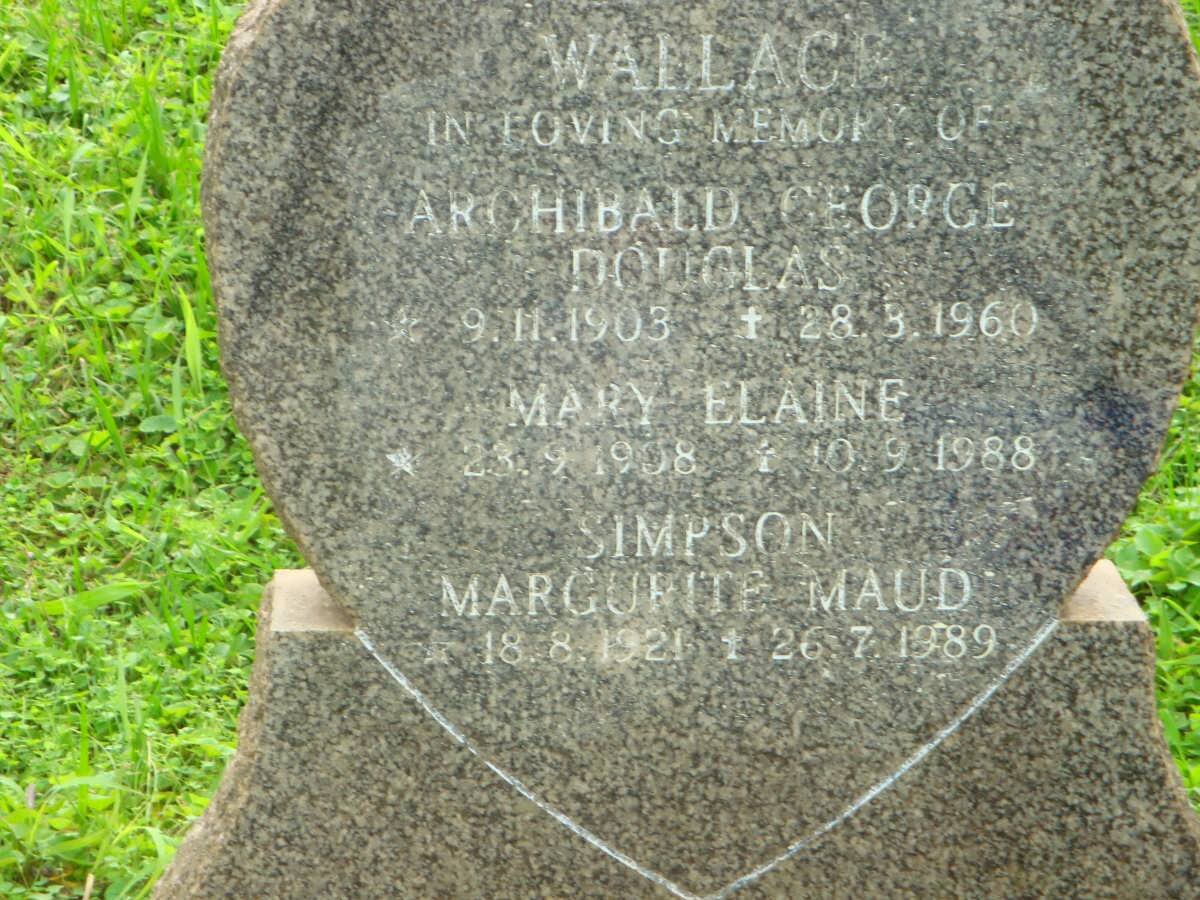 WALLACE
IN LOVING MEMORY OF
ARCHIBALD GEORGE
DOUGLAS
☆ 9.11.1903 ✝ 28.3.1960
MARY ELAINE
☆ 23.9.1908 ✝ 10.9.1988
SIMPSON
MARGURITE MAUD
☆ 18.8.1921 ✝ 26.7.1989